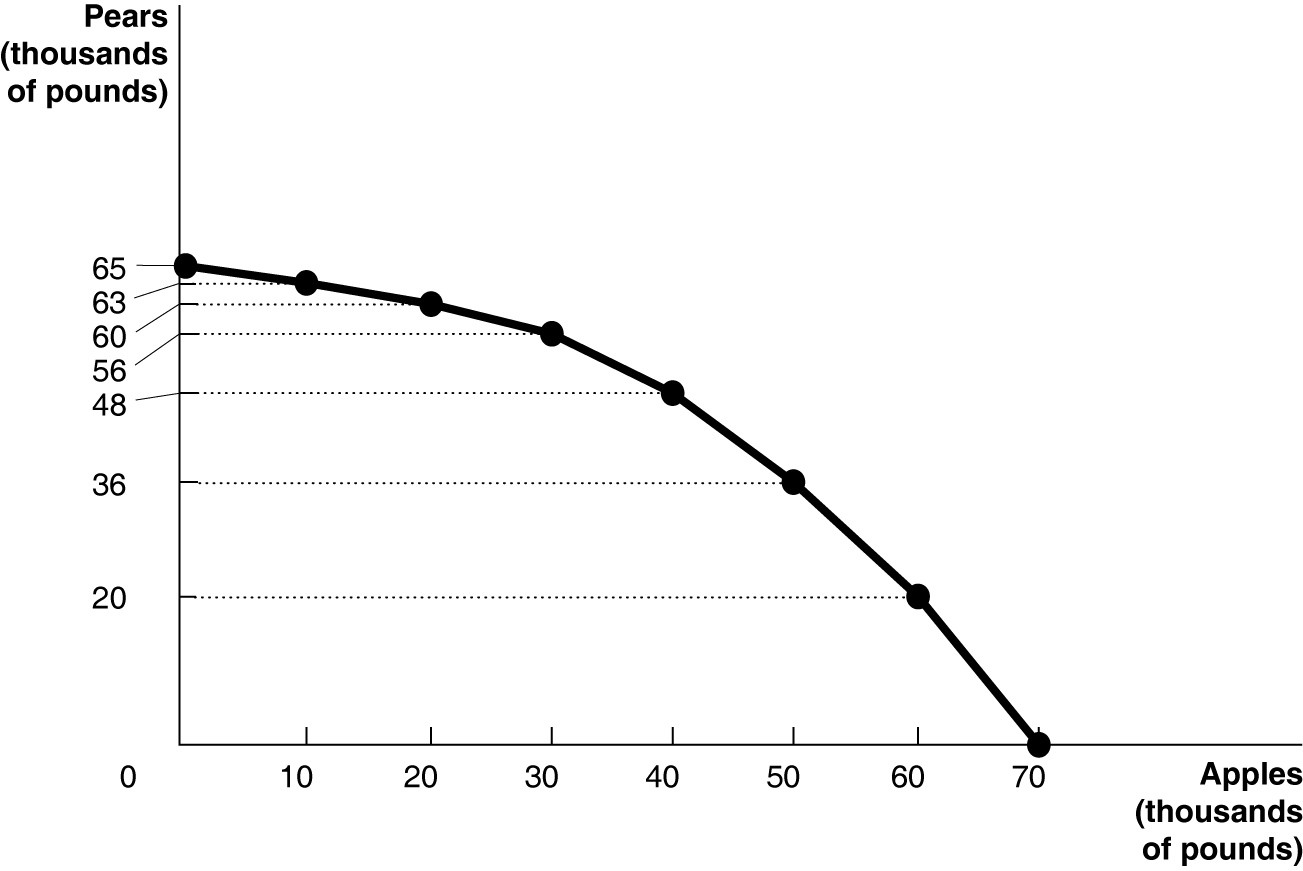 Pears
(thousands
of pounds)
65
63
60
56
48
36
20
0 10 20 30 40 50 60 70
Apples
(thousands
of pounds)